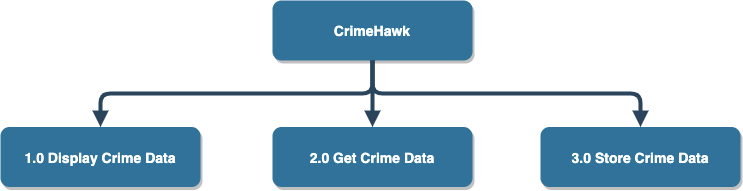 CrimeHawk
1.0 Display Crime Data
2.0 Get Crime Data
3.0 Store Crime Data